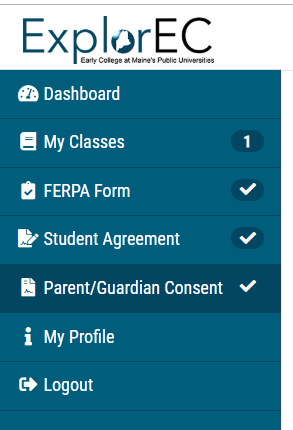 ExplorEC
Early College at Maine's Public Universities
Dashboard
My Classes 1
FERPA Form
Student Agreement
Parent/Guardian Consent
My Profile
Logout